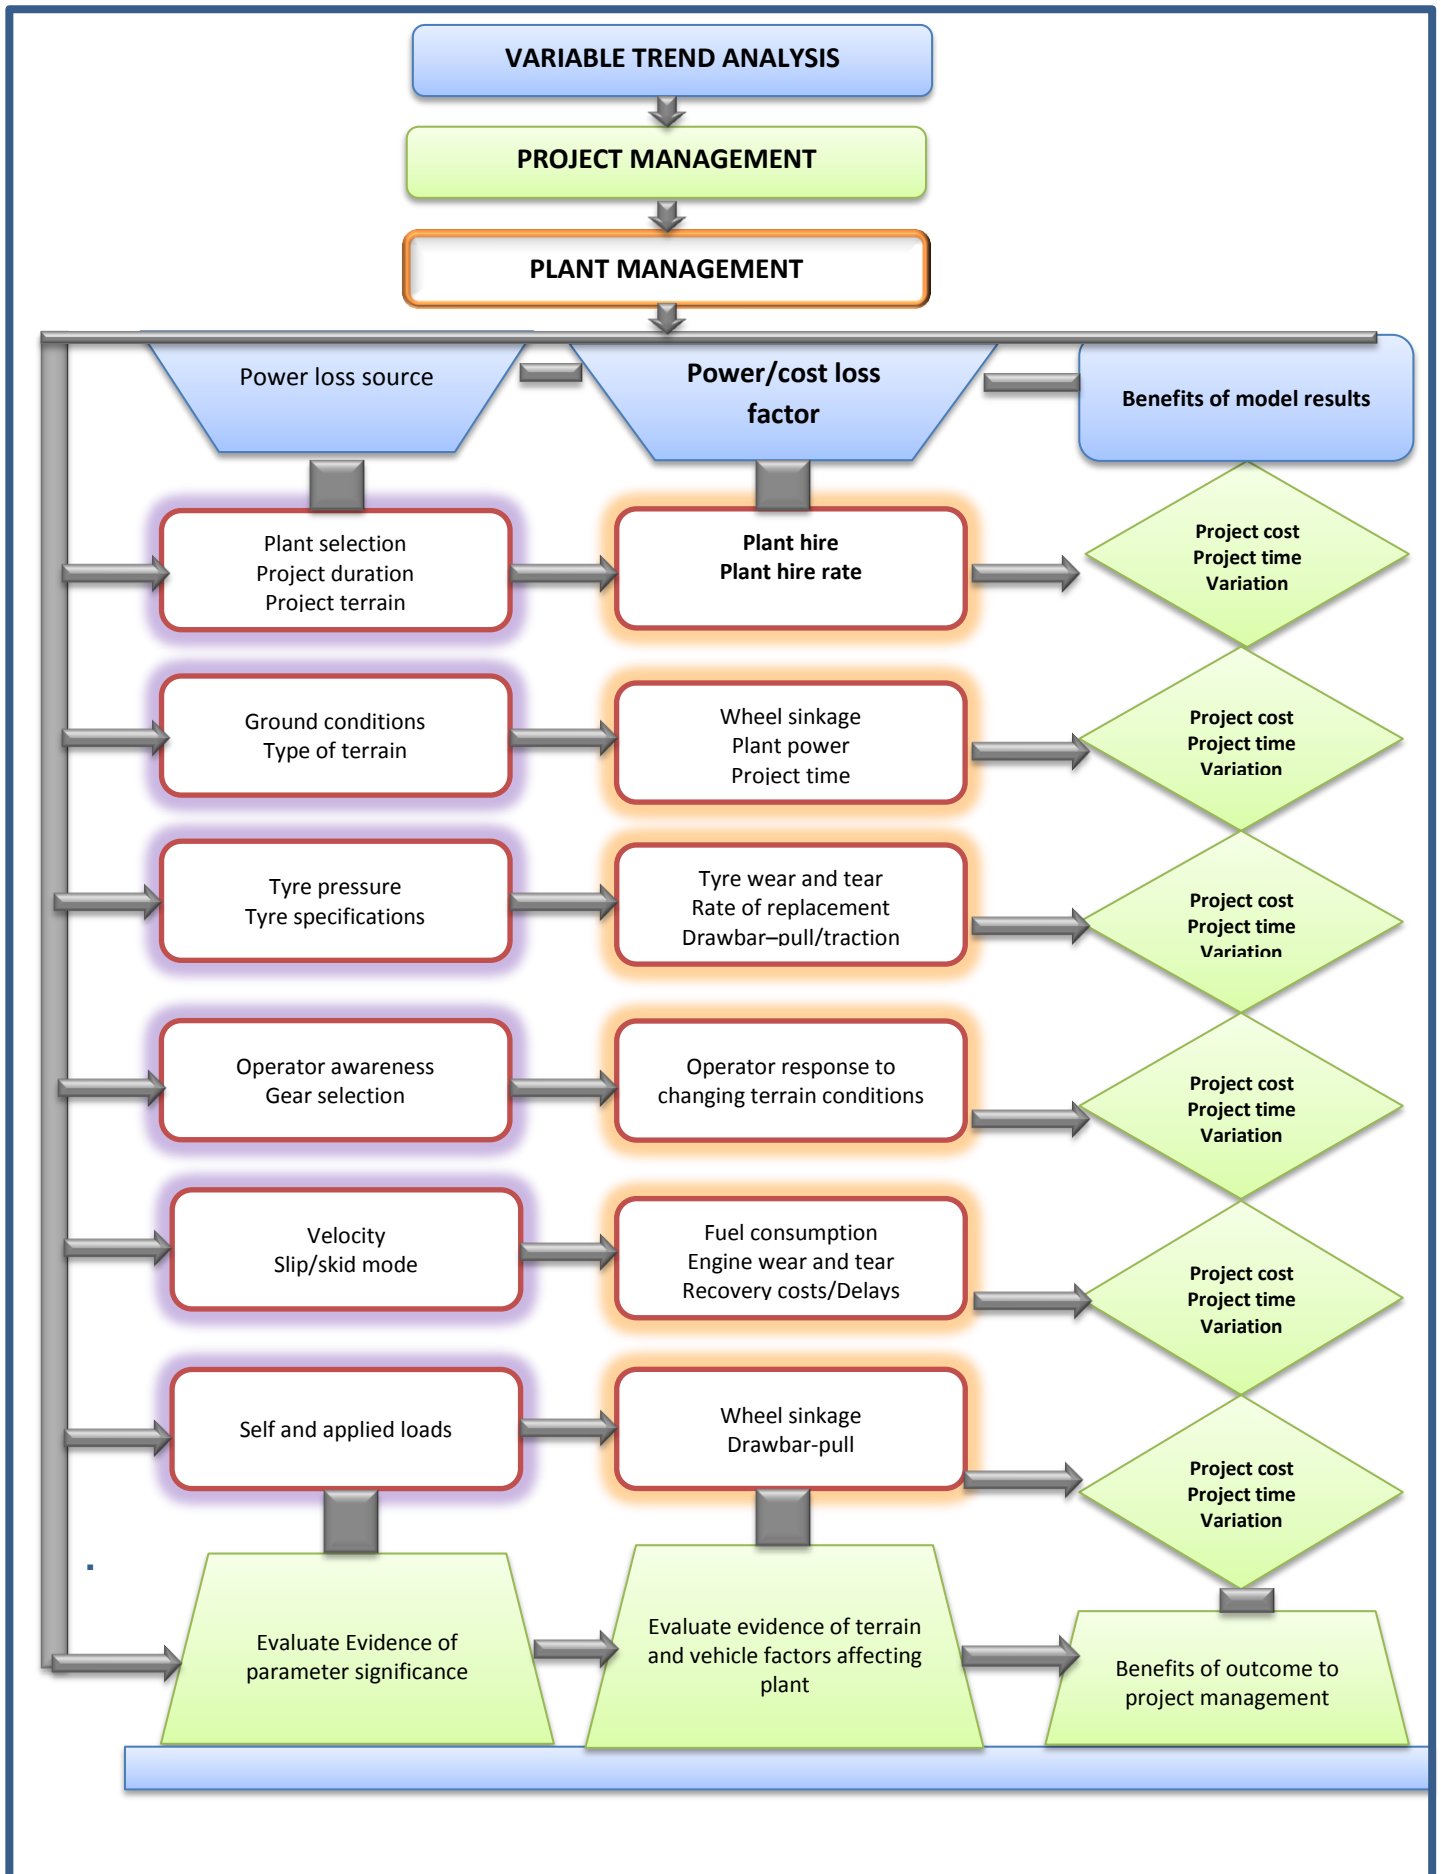 VARIABLE TREND ANALYSIS
PROJECT MANAGEMENT
PLANT MANAGEMENT
Power loss source
Power/cost loss
factor
Benefits of model results
Plant selection
Project duration
Project terrain
Plant hire
Plant hire rate
Project cost
Project time
Variation
Ground conditions
Type of terrain
Wheel sinkage
Plant power
Project time
Project cost
Project time
Variation
Tyre pressure
Tyre specifications
Tyre wear and tear
Rate of replacement
Drawbar–pull/traction
Project cost
Project time
Variation
Operator awareness
Gear selection
Operator response to
changing terrain conditions
Project cost
Project time
Variation
Velocity
Slip/skid mode
Fuel consumption
Engine wear and tear
Recovery costs/Delays
Project cost
Project time
Variation
Self and applied loads
Wheel sinkage
Drawbar-pull
Project cost
Project time
Variation
Evaluate Evidence of
parameter significance
Evaluate evidence of terrain
and vehicle factors affecting
plant
Benefits of outcome to
project management